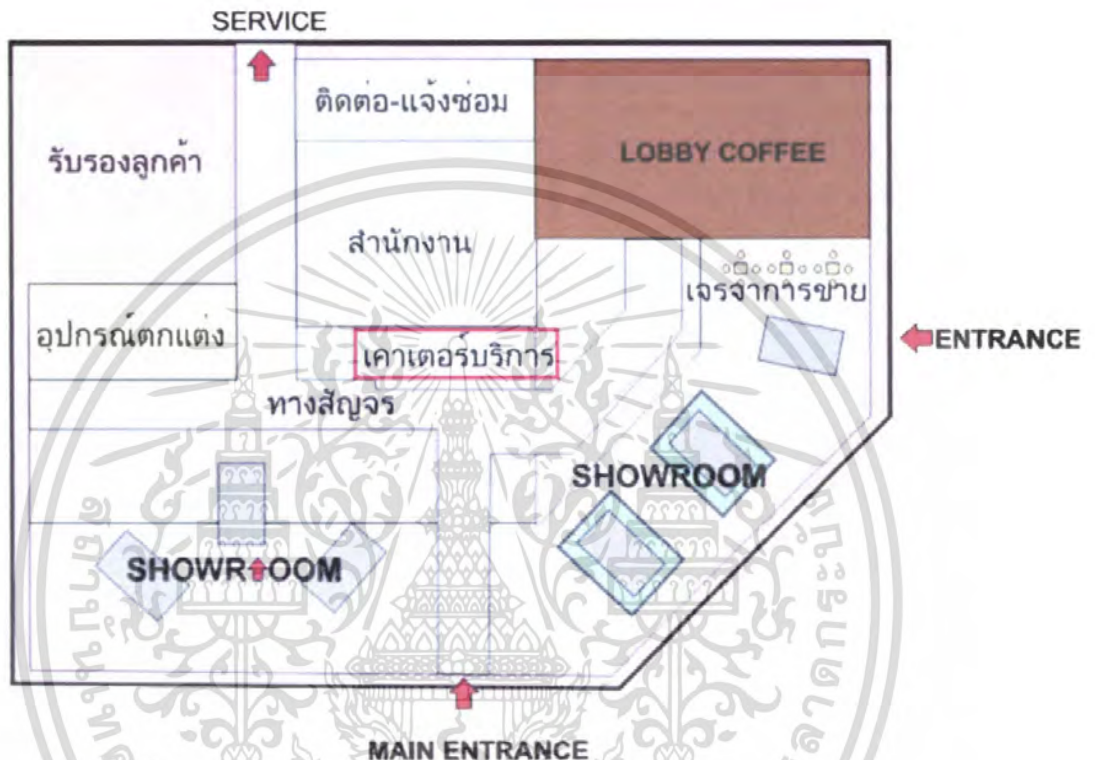 SERVICE
ติดต่อ-แจ้งซ่อม
รับรองลูกค้า
LOBBY COFFEE
สำนักงาน
เจรจาการขาย
อุปกรณ์ตกแต่ง
เคาเตอร์บริการ
ENTRANCE
ทางสัญจร
SHOWROOM
SHOWROOM
MAIN ENTRANCE